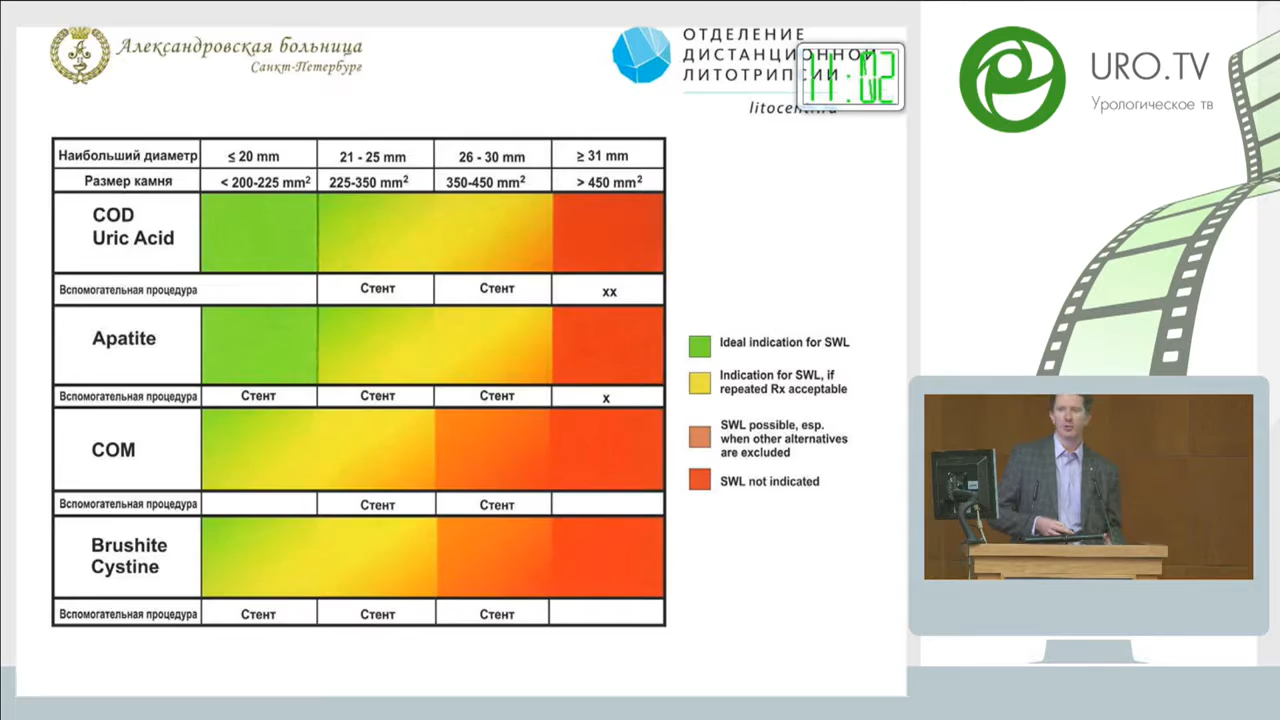 Александровская больница
Санкт-Петербург
ОТДЕЛЕНИЕ
ДИСТАНЦИОННОЙ
ЛИТОТРИПСИИ
11:02
URO.TV
Урологическое тв
Наибольший диаметр ≤ 20 mm 21 - 25 mm 26 - 30 mm ≥ 31 mm
Размер камня < 200-225 mm² 225-350 mm² 350-450 mm² > 450 mm²
COD
Uric Acid
Вспомогательная процедура Стент Стент xx
Apatite
Вспомогательная процедура Стент Стент Стент x
COM
Вспомогательная процедура Стент Стент
Brushite
Cystine
Вспомогательная процедура Стент Стент Стент
Ideal indication for SWL
Indication for SWL, if
repeated Rx acceptable
SWL possible, esp.
when other alternatives
are excluded
SWL not indicated